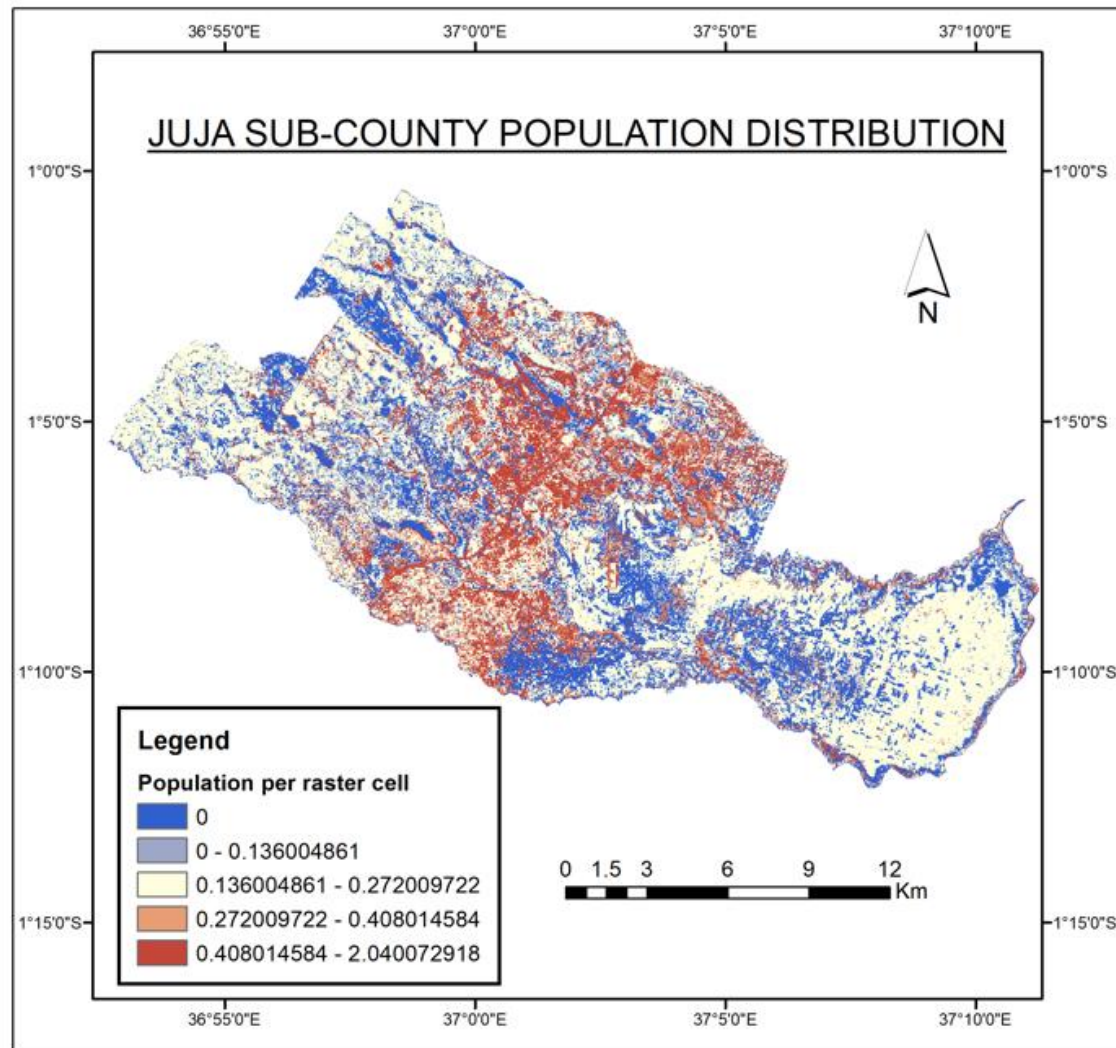 36°55'0"E 37°0'0"E 37°5'0"E 37°10'0"E
JUJA SUB-COUNTY POPULATION DISTRIBUTION
1°0'0"S 1°0'0"S
N
1°5'0"S 1°5'0"S
1°10'0"S 1°10'0"S
Legend
Population per raster cell
0
0 - 0.136004861
0.136004861 - 0.272009722
0.272009722 - 0.408014584
0.408014584 - 2.040072918
0 1.5 3 6 9 12
Km
1°15'0"S 1°15'0"S
36°55'0"E 37°0'0"E 37°5'0"E 37°10'0"E